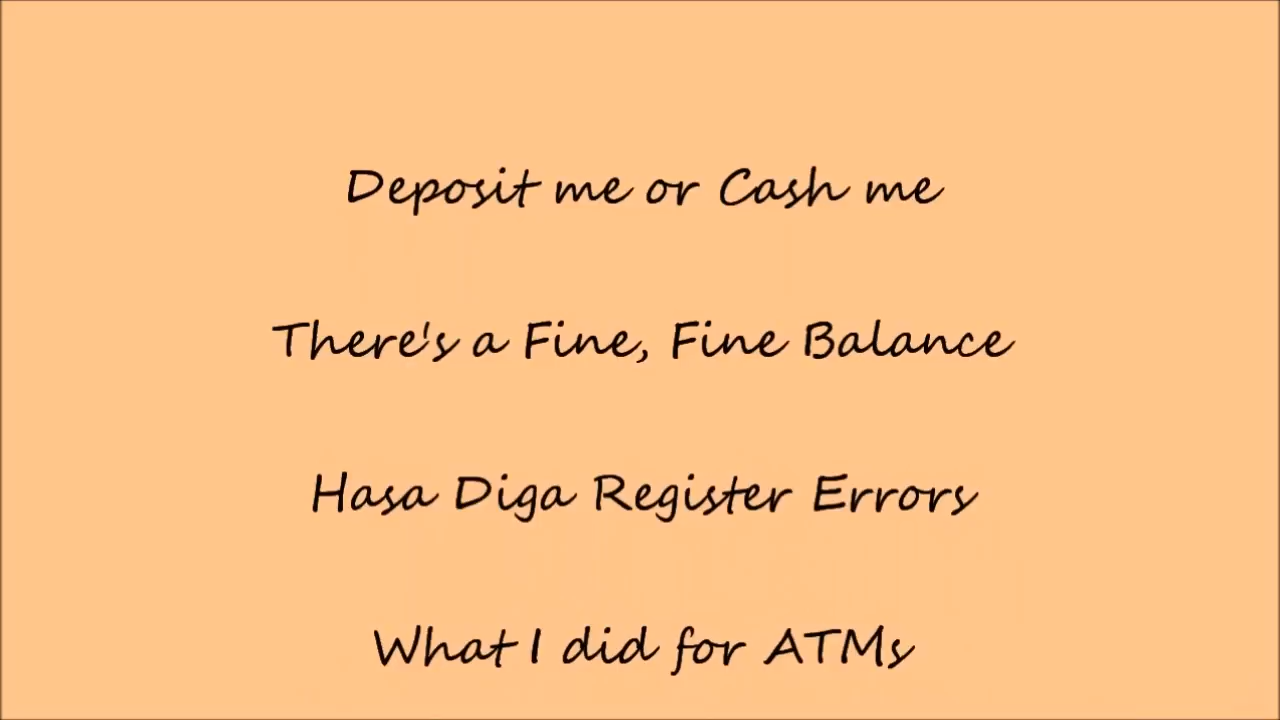 Deposit me or Cash me
There's a Fine, Fine Balance
Hasa Diga Register Errors
What I did for ATMs